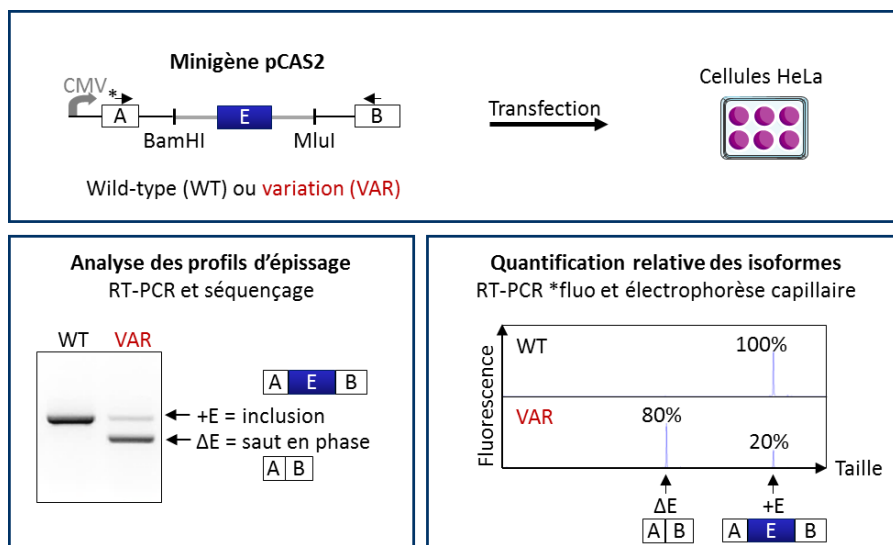 Minigène pCAS2
CMV
*
A
E
B
BamHI
MluI
Wild-type (WT) ou variation (VAR)
Transfection
Cellules HeLa
Analyse des profils d'épissage
RT-PCR et séquençage
WT VAR
A E B
+E = inclusion
ΔE = saut en phase
A B
Quantification relative des isoformes
RT-PCR *fluo et électrophorèse capillaire
Fluorescence
WT
100%
VAR
80%
20%
Taille
ΔE
+E
A B
A E B